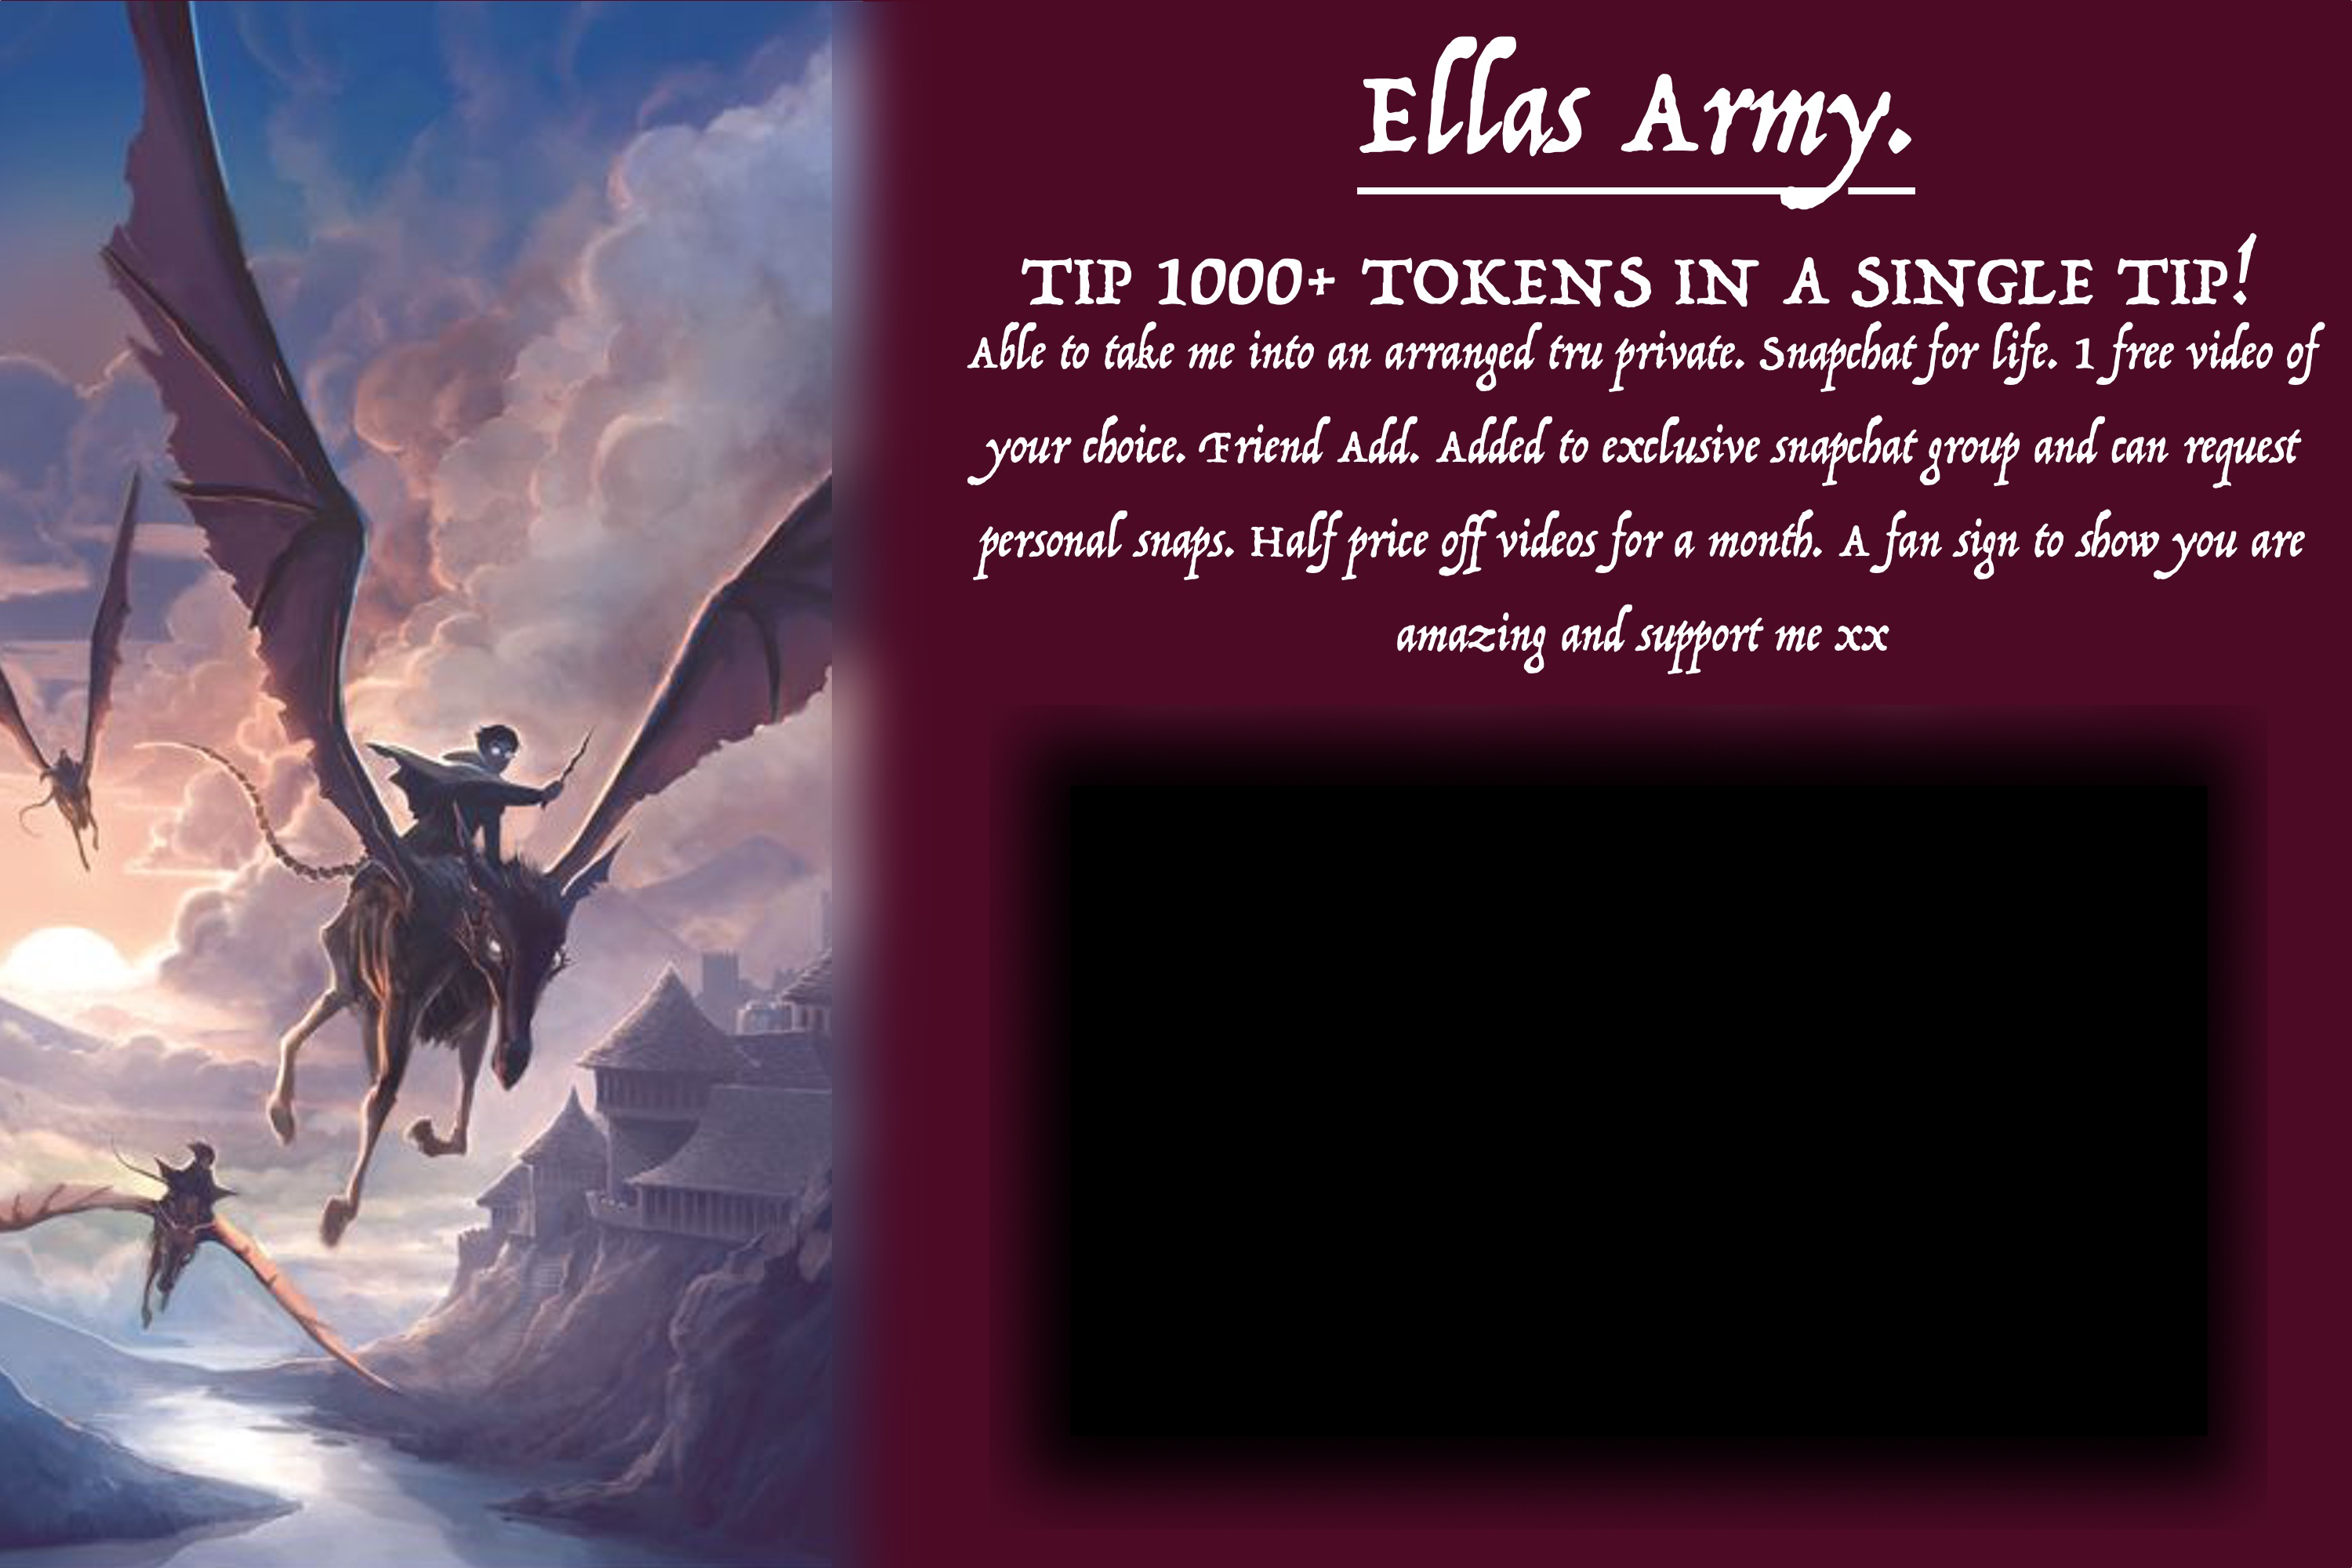 Ellas Army.
TIP 1000+ TOKENS IN A SINGLE TIP!
Able to take me into an arranged tru private. Snapchat for life. 1 free video of
your choice. Friend Add. Added to exclusive snapchat group and can request
personal snaps. Half price off videos for a month. A fan sign to show you are
amazing and support me xx